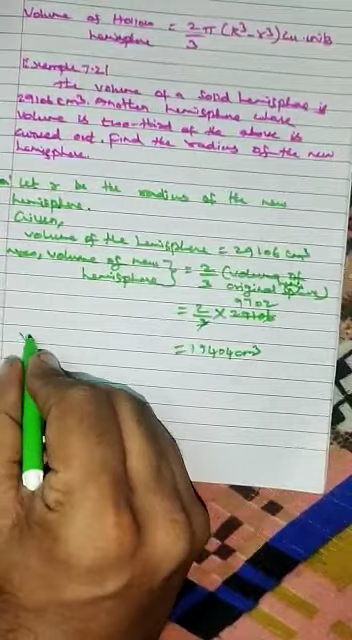 Volume of Hollow hemisphere = 2/3 π (R³ - r³) cu. units
Example 7.21
The volume of a solid hemisphere is
29106 cm³. Another hemisphere whose
volume is two-third of the above is
carved out. Find the radius of the new
hemisphere.
Let r be the radius of the new
hemisphere.
Given,
volume of the hemisphere = 29106 cm³
Now, volume of new hemisphere } = 2/3 (volume of original sphere)
= 2/3 × 29106
9702
= 19404 cm³